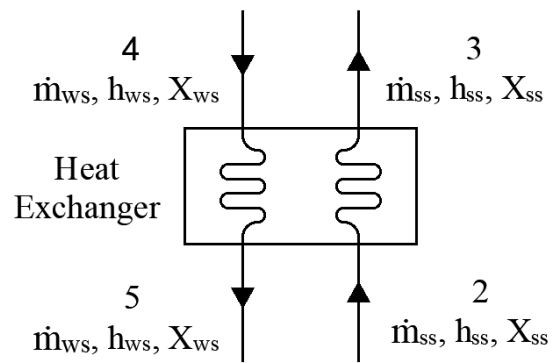 4
ṁws, hws, Xws
3
ṁss, hss, Xss
Heat
Exchanger
5
ṁws, hws, Xws
2
ṁss, hss, Xss